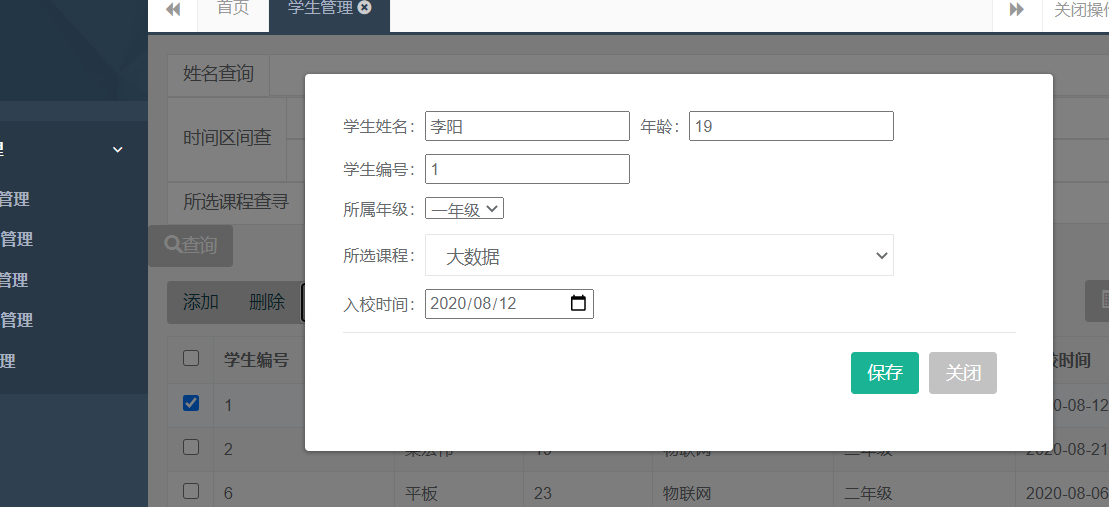 首页 学生管理 关闭操作
理
管理
管理
管理
管理
理
姓名查询
时间区间查
所选课程查寻
查询
添加 删除
学生姓名： 李阳 年龄： 19
学生编号： 1
所属年级： 一年级
所选课程： 大数据
入校时间： 2020/08/12
保存 关闭
学生编号 校时间
1 0-08-12
2 物联网 二年级 2020-08-21
6 平板 23 物联网 二年级 2020-08-06